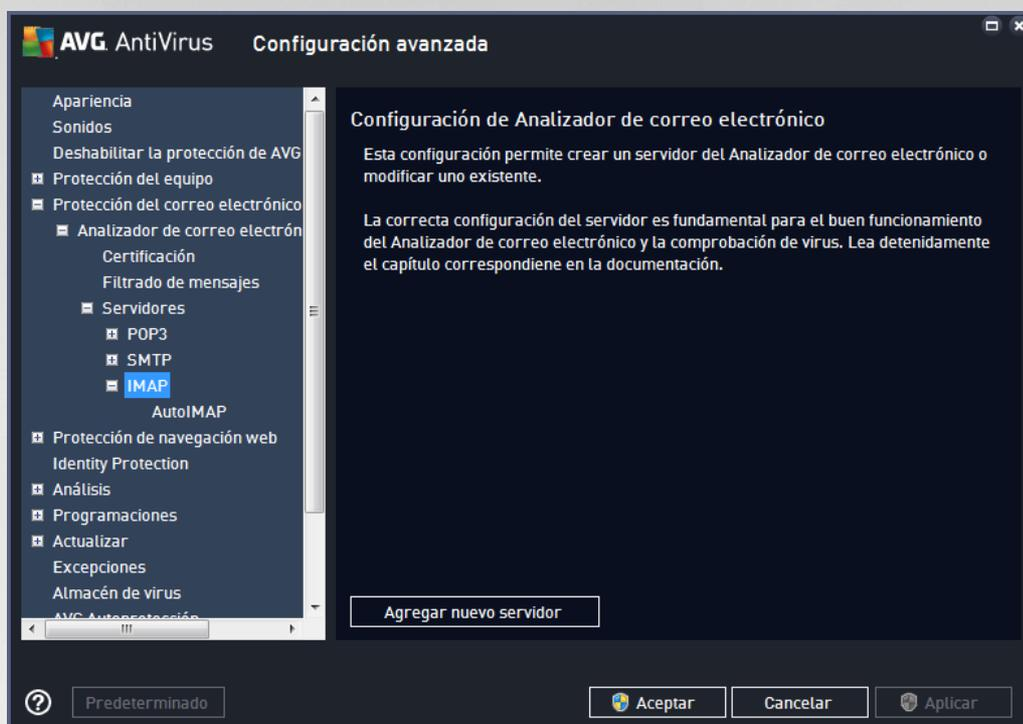 AVG AntiVirus
Configuración avanzada
Apariencia
Sonidos
Deshabilitar la protección de AVG
Protección del equipo
Protección del correo electrónico
Analizador de correo electrón
Certificación
Filtrado de mensajes
Servidores
POP3
SMTP
IMAP
AutoIMAP
Protección de navegación web
Identity Protection
Análisis
Programaciones
Actualizar
Excepciones
Almacén de virus
AVG Autoprotección
Configuración de Analizador de correo electrónico
Esta configuración permite crear un servidor del Analizador de correo electrónico o
modificar uno existente.
La correcta configuración del servidor es fundamental para el buen funcionamiento
del Analizador de correo electrónico y la comprobación de virus. Lea detenidamente
el capítulo correspondiene en la documentación.
Agregar nuevo servidor
Predeterminado
Aceptar
Cancelar
Aplicar